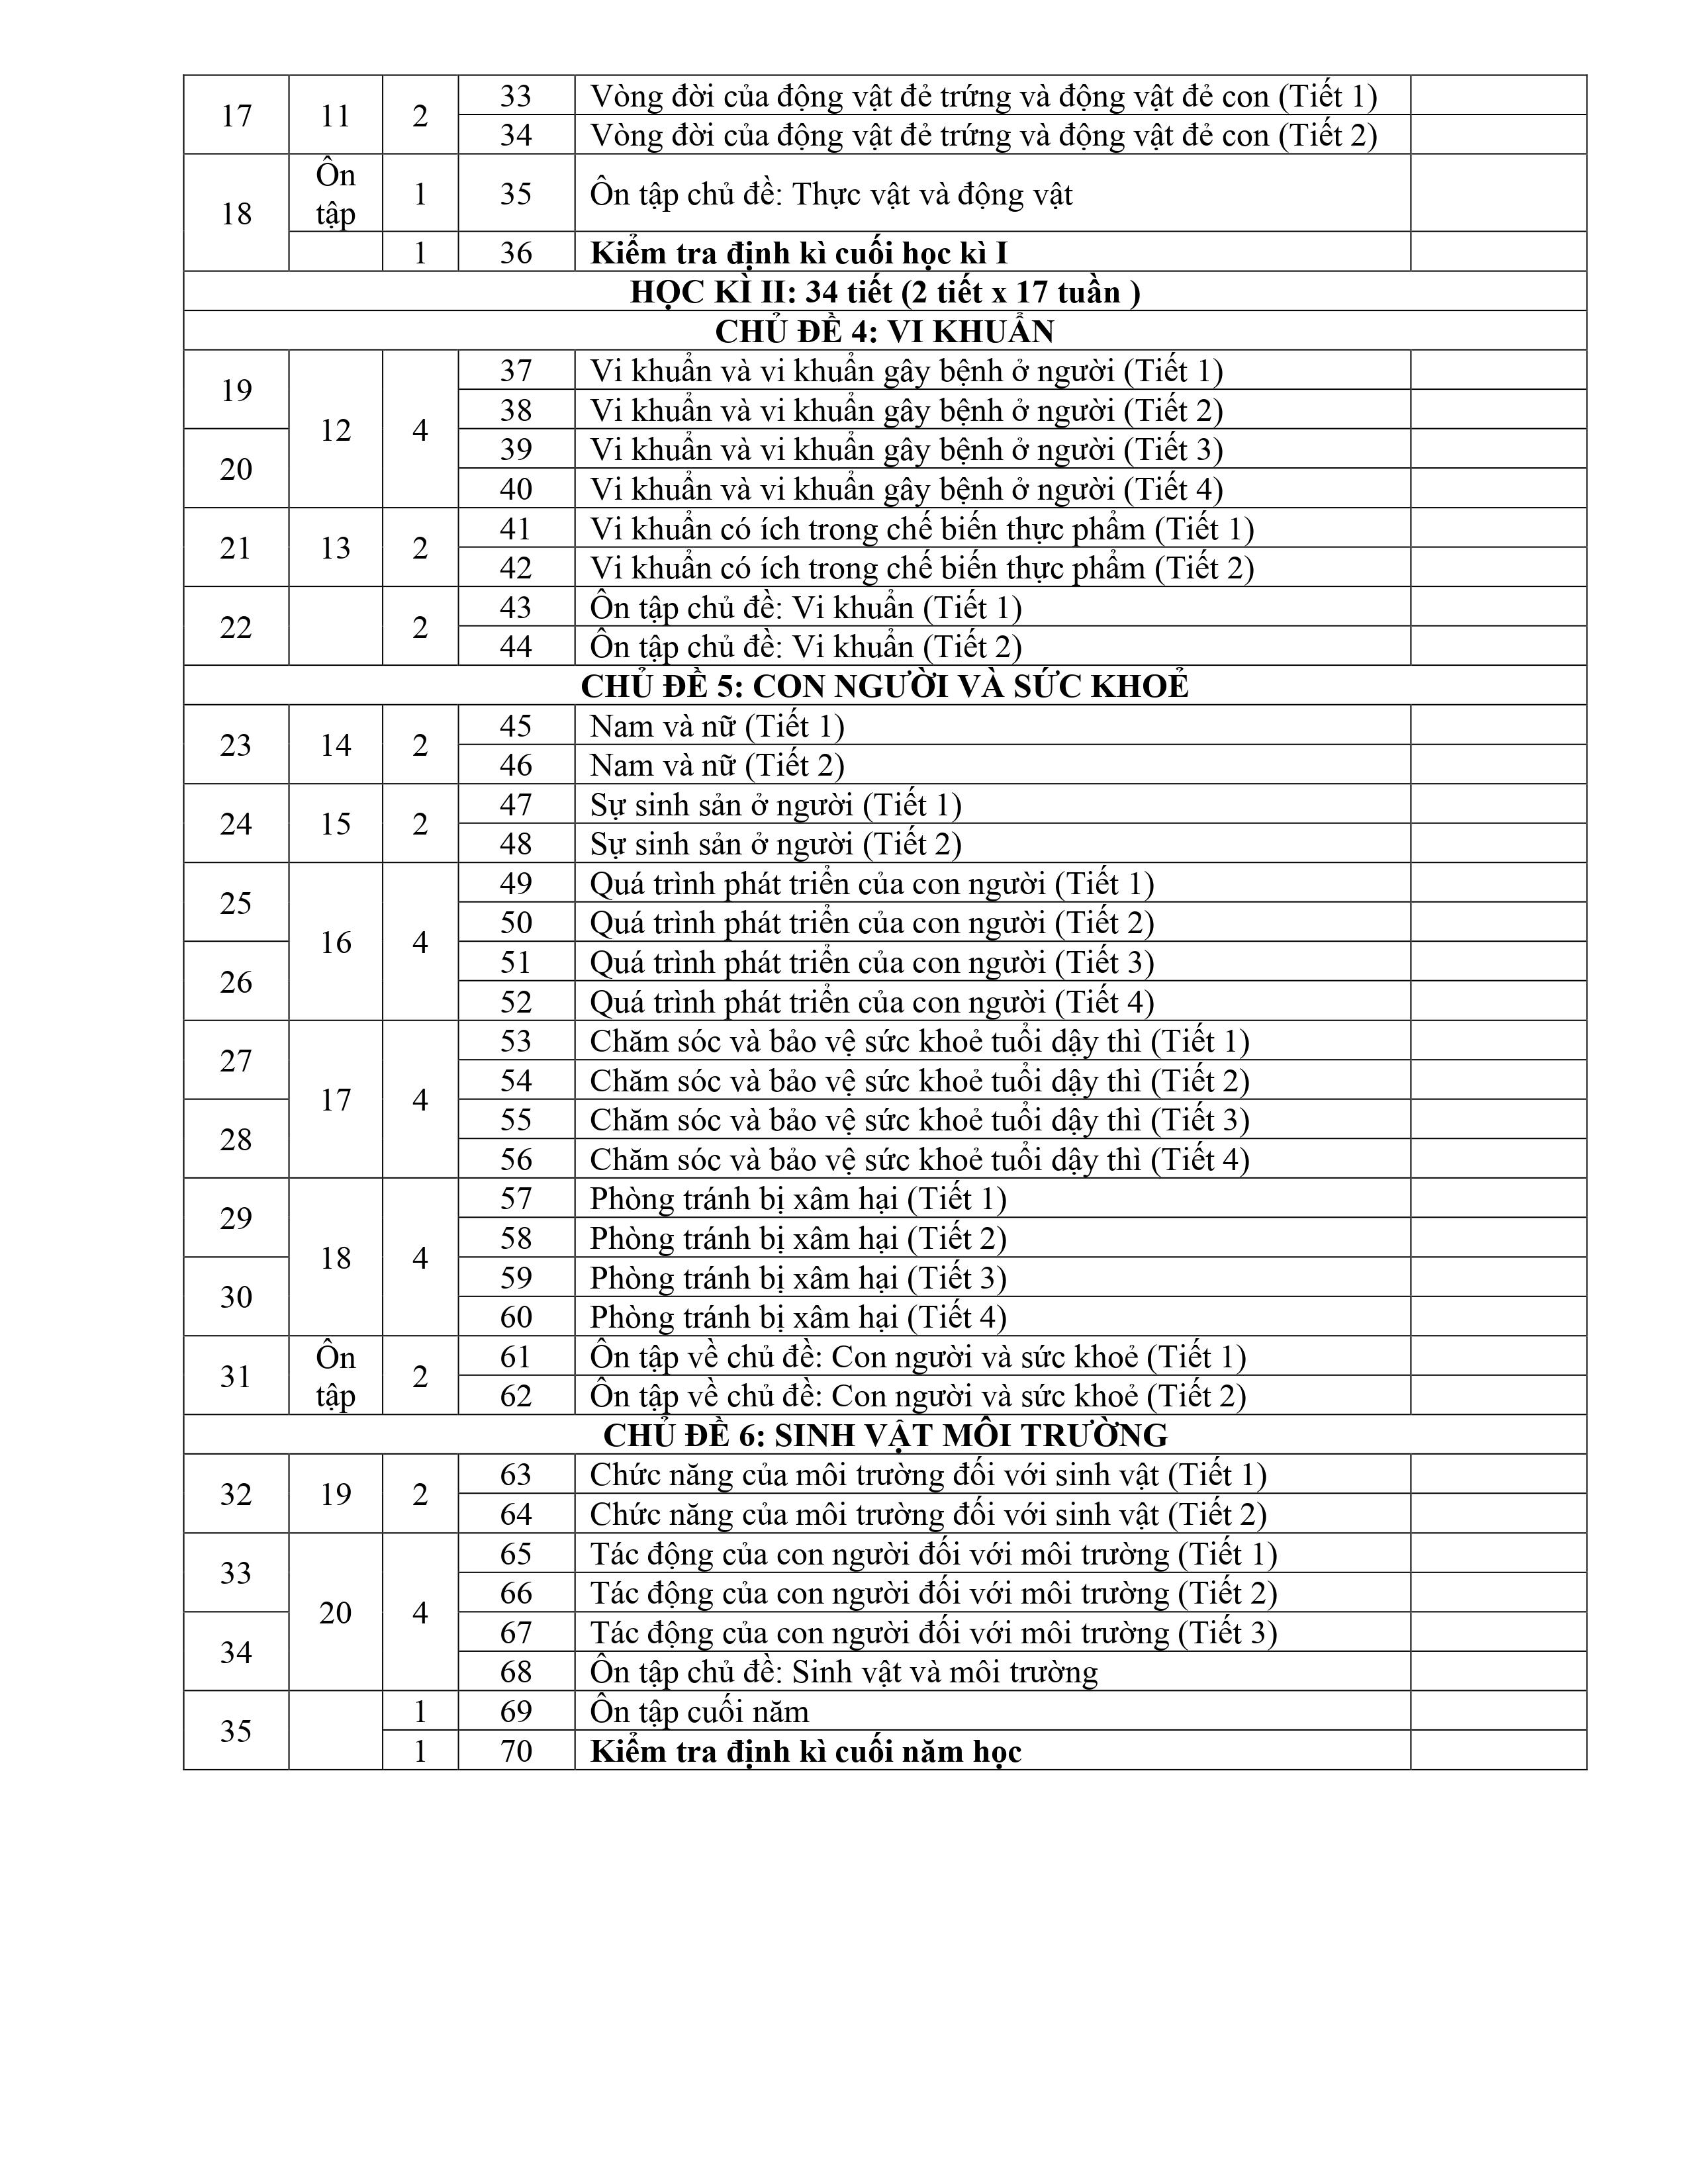 17 11 2 33 Vòng đời của động vật đẻ trứng và động vật đẻ con (Tiết 1)
34 Vòng đời của động vật đẻ trứng và động vật đẻ con (Tiết 2)
18 Ôn tập 1 35 Ôn tập chủ đề: Thực vật và động vật
1 36 Kiểm tra định kì cuối học kì I
HỌC KÌ II: 34 tiết (2 tiết x 17 tuần )
CHỦ ĐỀ 4: VI KHUẨN
19 12 4 37 Vi khuẩn và vi khuẩn gây bệnh ở người (Tiết 1)
38 Vi khuẩn và vi khuẩn gây bệnh ở người (Tiết 2)
20 39 Vi khuẩn và vi khuẩn gây bệnh ở người (Tiết 3)
40 Vi khuẩn và vi khuẩn gây bệnh ở người (Tiết 4)
21 13 2 41 Vi khuẩn có ích trong chế biến thực phẩm (Tiết 1)
42 Vi khuẩn có ích trong chế biến thực phẩm (Tiết 2)
22 2 43 Ôn tập chủ đề: Vi khuẩn (Tiết 1)
44 Ôn tập chủ đề: Vi khuẩn (Tiết 2)
CHỦ ĐỀ 5: CON NGƯỜI VÀ SỨC KHOẺ
23 14 2 45 Nam và nữ (Tiết 1)
46 Nam và nữ (Tiết 2)
24 15 2 47 Sự sinh sản ở người (Tiết 1)
48 Sự sinh sản ở người (Tiết 2)
25 16 4 49 Quá trình phát triển của con người (Tiết 1)
50 Quá trình phát triển của con người (Tiết 2)
26 51 Quá trình phát triển của con người (Tiết 3)
52 Quá trình phát triển của con người (Tiết 4)
27 17 4 53 Chăm sóc và bảo vệ sức khoẻ tuổi dậy thì (Tiết 1)
54 Chăm sóc và bảo vệ sức khoẻ tuổi dậy thì (Tiết 2)
28 55 Chăm sóc và bảo vệ sức khoẻ tuổi dậy thì (Tiết 3)
56 Chăm sóc và bảo vệ sức khoẻ tuổi dậy thì (Tiết 4)
29 18 4 57 Phòng tránh bị xâm hại (Tiết 1)
58 Phòng tránh bị xâm hại (Tiết 2)
30 59 Phòng tránh bị xâm hại (Tiết 3)
60 Phòng tránh bị xâm hại (Tiết 4)
31 Ôn tập 2 61 Ôn tập về chủ đề: Con người và sức khoẻ (Tiết 1)
62 Ôn tập về chủ đề: Con người và sức khoẻ (Tiết 2)
CHỦ ĐỀ 6: SINH VẬT MÔI TRƯỜNG
32 19 2 63 Chức năng của môi trường đối với sinh vật (Tiết 1)
64 Chức năng của môi trường đối với sinh vật (Tiết 2)
33 20 4 65 Tác động của con người đối với môi trường (Tiết 1)
66 Tác động của con người đối với môi trường (Tiết 2)
34 67 Tác động của con người đối với môi trường (Tiết 3)
68 Ôn tập chủ đề: Sinh vật và môi trường
35 1 69 Ôn tập cuối năm
1 70 Kiểm tra định kì cuối năm học